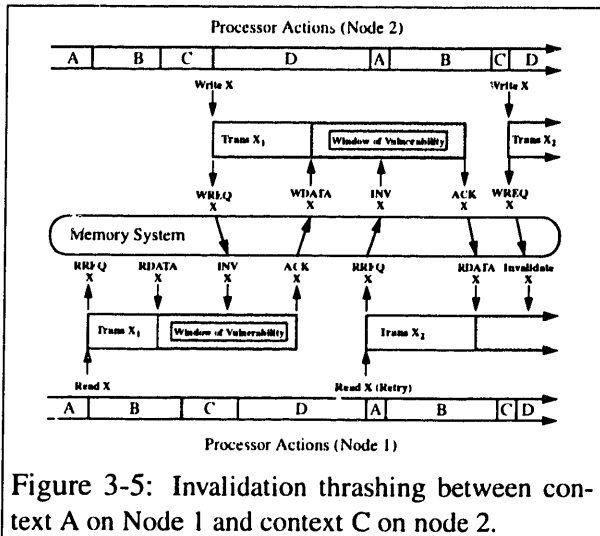 Processor Actions (Node 2)
A B C D A B C D
Write X Write X
Trans X1 Window of Vulnerability Trans X2
WREQ X WDATA X INV X ACK X WREQ X
Memory System
RREQ X RDATA X INV X ACK X RREQ X RDATA X Invalidate X
Trans X1 Window of Vulnerability Trans X2
Read X Read X (Retry)
A B C D A B C D
Processor Actions (Node 1)
Figure 3-5: Invalidation thrashing between con-
text A on Node 1 and context C on node 2.